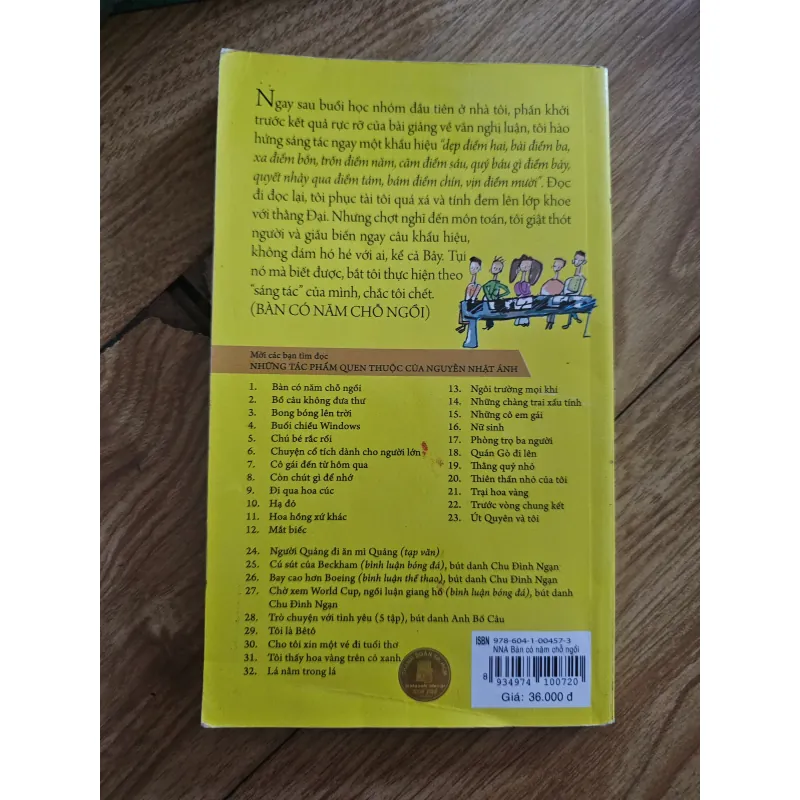 Ngay sau buổi học nhóm đầu tiên ở nhà tôi, phấn khởi
trước kết quả rực rỡ của bài giảng về văn nghị luận, tôi hào
hứng sáng tác ngay một khẩu hiệu "dẹp điểm hai, bài điểm ba,
xa điểm bốn, trốn điểm năm, căm điểm sáu, quý báu gì điểm bảy,
quyết nhảy qua điểm tám, bám điểm chín, vịn điểm mười". Đọc
đi đọc lại, tôi phục tài tôi quá xá và tính đem lên lớp khoe
với thằng Đại. Nhưng chợt nghĩ đến môn toán, tôi giật thót
người và giấu biến ngay câu khẩu hiệu,
không dám hó hé với ai, kể cả Bảy. Tụi
nó mà biết được, bắt tôi thực hiện theo
"sáng tác" của mình, chắc tôi chết.
(BÀN CÓ NĂM CHỖ NGỒI)
Mời các bạn tìm đọc
NHỮNG TÁC PHẨM QUEN THUỘC CỦA NGUYỄN NHẬT ÁNH
1. Bàn có năm chỗ ngồi
2. Bồ câu không đưa thư
3. Bong bóng lên trời
4. Buổi chiều Windows
5. Chú bé rắc rối
6. Chuyện cổ tích dành cho người lớn
7. Cô gái đến từ hôm qua
8. Còn chút gì để nhớ
9. Đi qua hoa cúc
10. Hạ đỏ
11. Hoa hồng xứ khác
12. Mắt biếc
13. Ngôi trường mọi khi
14. Những chàng trai xấu tính
15. Những cô em gái
16. Nữ sinh
17. Phòng trọ ba người
18. Quán Gò đi lên
19. Thằng quỷ nhỏ
20. Thiên thần nhỏ của tôi
21. Trại hoa vàng
22. Trước vòng chung kết
23. Út Quyên và tôi
24. Người Quảng đi ăn mì Quảng (tạp văn)
25. Cú sút của Beckham (bình luận bóng đá), bút danh Chu Đình Ngạn
26. Bay cao hơn Boeing (bình luận thể thao), bút danh Chu Đình Ngạn
27. Chờ xem World Cup, ngồi luận giang hồ (bình luận bóng đá), bút danh
Chu Đình Ngạn
28. Trò chuyện với tình yêu (5 tập), bút danh Anh Bồ Câu
29. Tôi là Bêtô
30. Cho tôi xin một vé đi tuổi thơ
31. Tôi thấy hoa vàng trên cỏ xanh
32. Lá nằm trong lá
ISBN 978-604-1-00457-3
NNA Bàn có năm chỗ ngồi
8 934974 100720
Giá: 36.000 đ